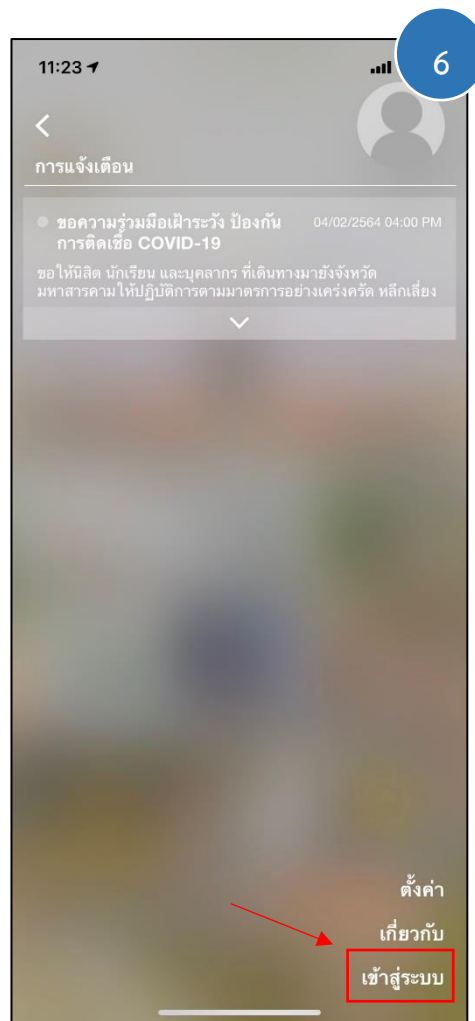 6
11:23
การแจ้งเตือน
ขอความร่วมมือเฝ้าระวัง ป้องกัน 04/02/2564 04:00 PM
การติดเชื้อ COVID-19
ขอให้นิสิต นักเรียน และบุคลากร ที่เดินทางมายังจังหวัด
มหาสารคาม ให้ปฏิบัติการตามมาตรการอย่างเคร่งครัด หลีกเลี่ยง
ตั้งค่า
เกี่ยวกับ
เข้าสู่ระบบ